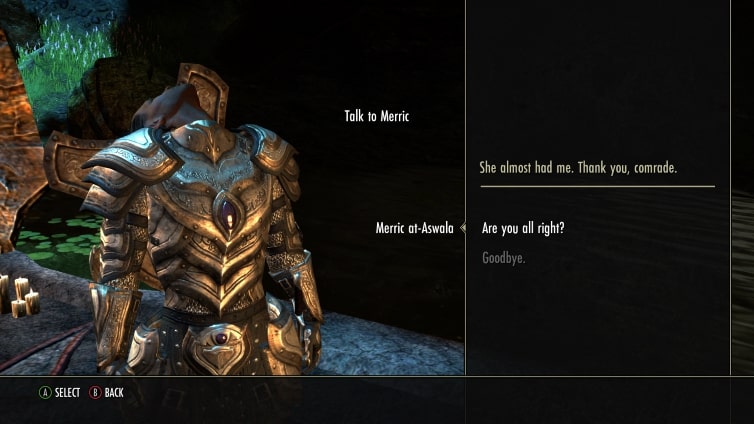 Talk to Merric
She almost had me. Thank you, comrade.
Merric at-Aswala
Are you all right?
Goodbye.
A SELECT B BACK